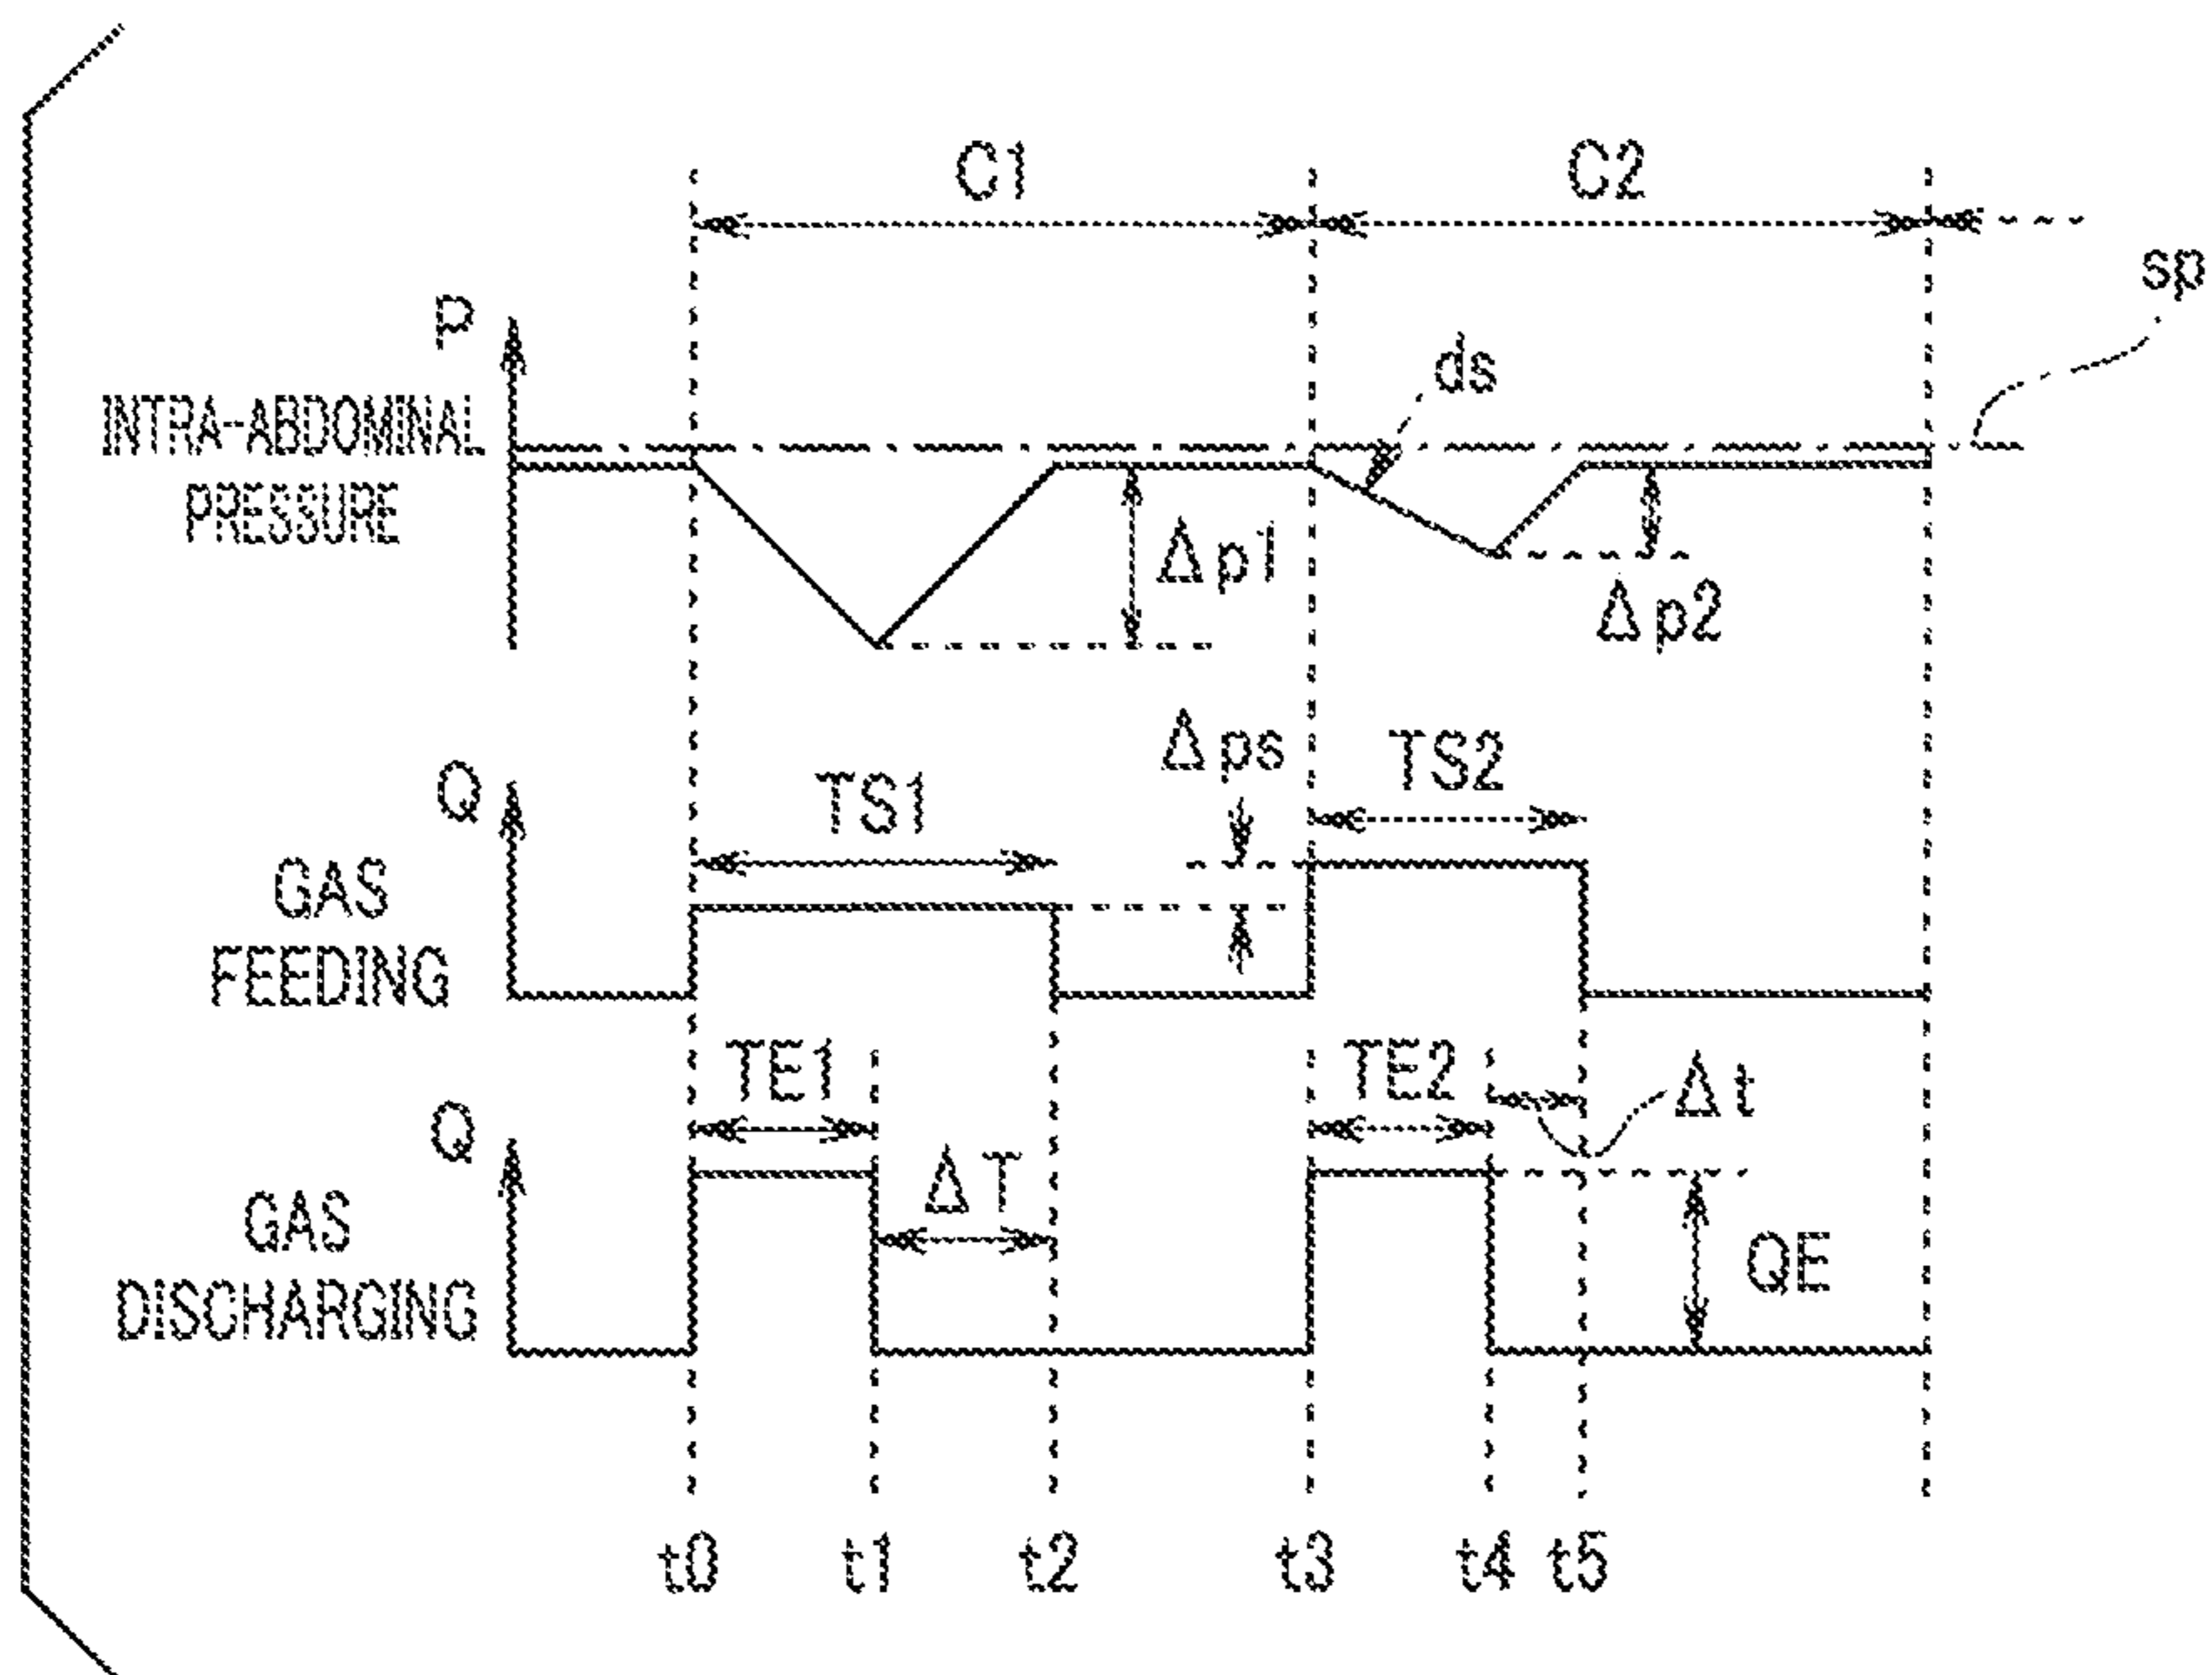 C1 C2
sp
P
ds
INTRA-ABDOMINAL
PRESSURE
Δp1
Δp2
Δps
TS2
Q
TS1
GAS
FEEDING
TE1 TE2
Δt
Q
ΔT
GAS
DISCHARGING
QE
t0 t1 t2 t3 t4 t5